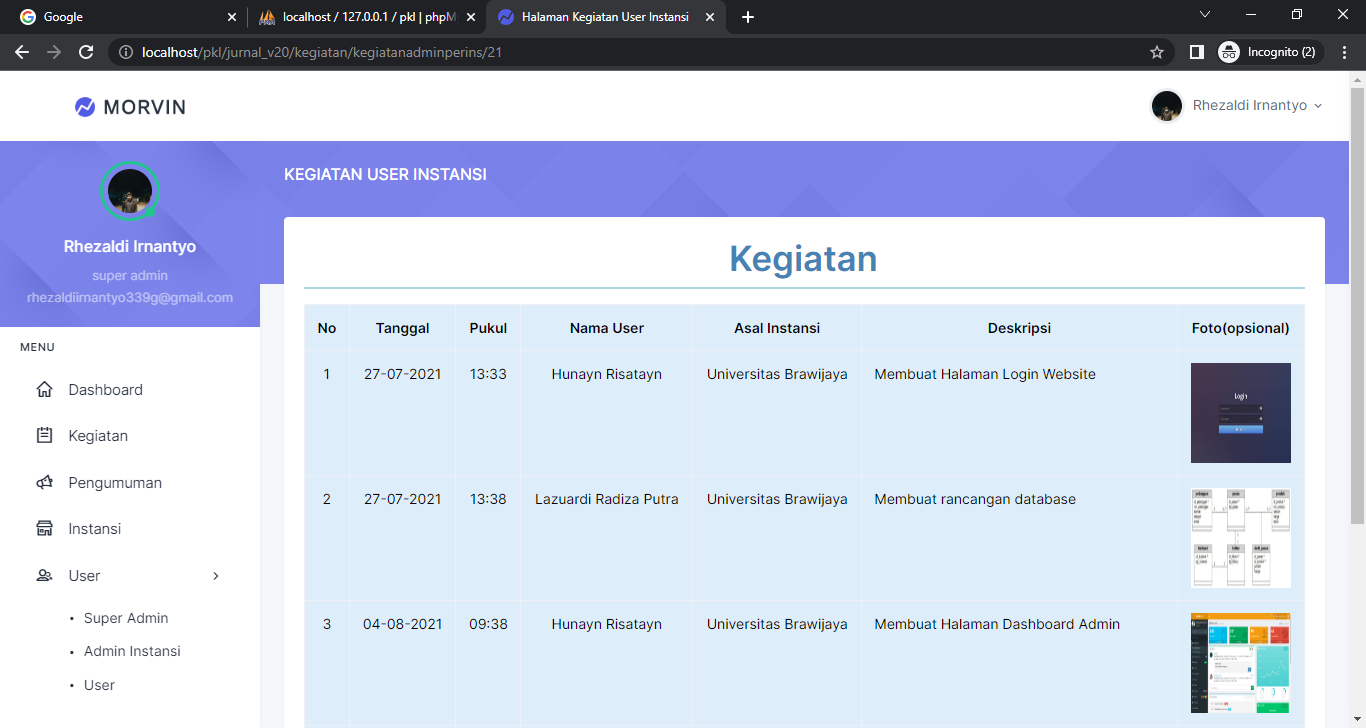 Google
localhost / 127.0.0.1 / pkl | phpM
Halaman Kegiatan User Instansi
localhost/pkl/jurnal_v20/kegiatan/kegiatanadminperins/21
Incognito (2)
MORVIN
Rhezaldi Irnantyo
Rhezaldi Irnantyo
super admin
rhezaldiirnantyo339g@gmail.com
MENU
Dashboard
Kegiatan
Pengumuman
Instansi
User
• Super Admin
• Admin Instansi
• User
KEGIATAN USER INSTANSI
Kegiatan
No Tanggal Pukul Nama User Asal Instansi Deskripsi Foto(opsional)
1 27-07-2021 13:33 Hunayn Risatayn Universitas Brawijaya Membuat Halaman Login Website
Login
2 27-07-2021 13:38 Lazuardi Radiza Putra Universitas Brawijaya Membuat rancangan database
3 04-08-2021 09:38 Hunayn Risatayn Universitas Brawijaya Membuat Halaman Dashboard Admin